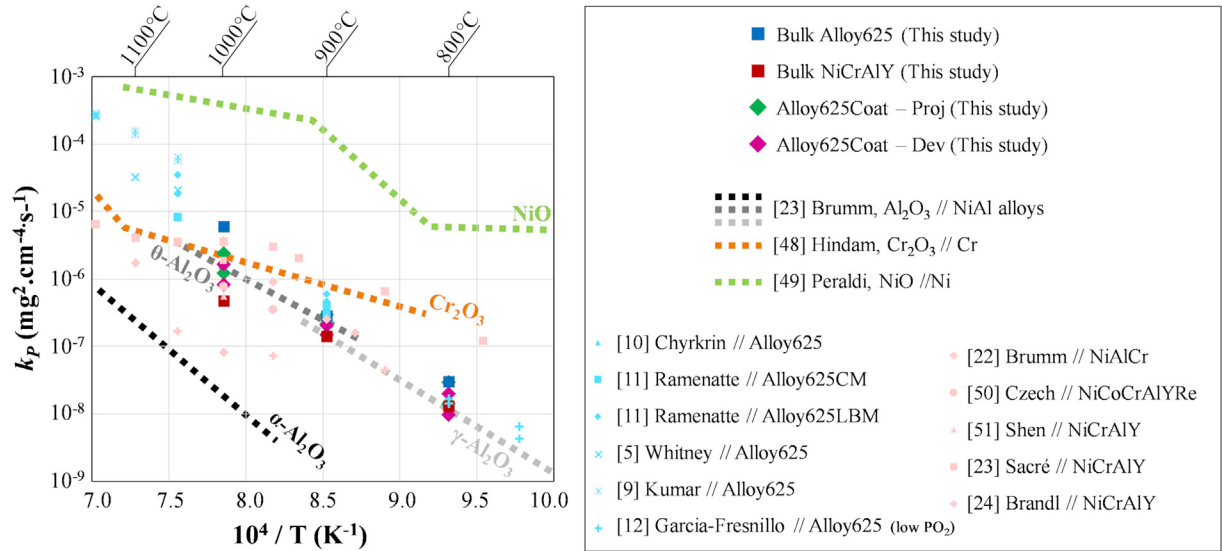 1100°C
1000°C
900°C
800°C
10⁻³
10⁻⁴
10⁻⁵
10⁻⁶
10⁻⁷
10⁻⁸
10⁻⁹
k_P (mg².cm⁻⁴.s⁻¹)
NiO
θ-Al₂O₃
Cr₂O₃
α-Al₂O₃
γ-Al₂O₃
7.0 7.5 8.0 8.5 9.0 9.5 10.0
10⁴ / T (K⁻¹)
Bulk Alloy625 (This study)
Bulk NiCrAlY (This study)
Alloy625Coat – Proj (This study)
Alloy625Coat – Dev (This study)
[23] Brumm, Al₂O₃ // NiAl alloys
[48] Hindam, Cr₂O₃ // Cr
[49] Peraldi, NiO //Ni
[10] Chyrkrin // Alloy625
[11] Ramenatte // Alloy625CM
[11] Ramenatte // Alloy625LBM
[5] Whitney // Alloy625
[9] Kumar // Alloy625
[12] Garcia-Fresnillo // Alloy625 (low PO₂)
[22] Brumm // NiAlCr
[50] Czech // NiCoCrAlYRe
[51] Shen // NiCrAlY
[23] Sacré // NiCrAlY
[24] Brandl // NiCrAlY